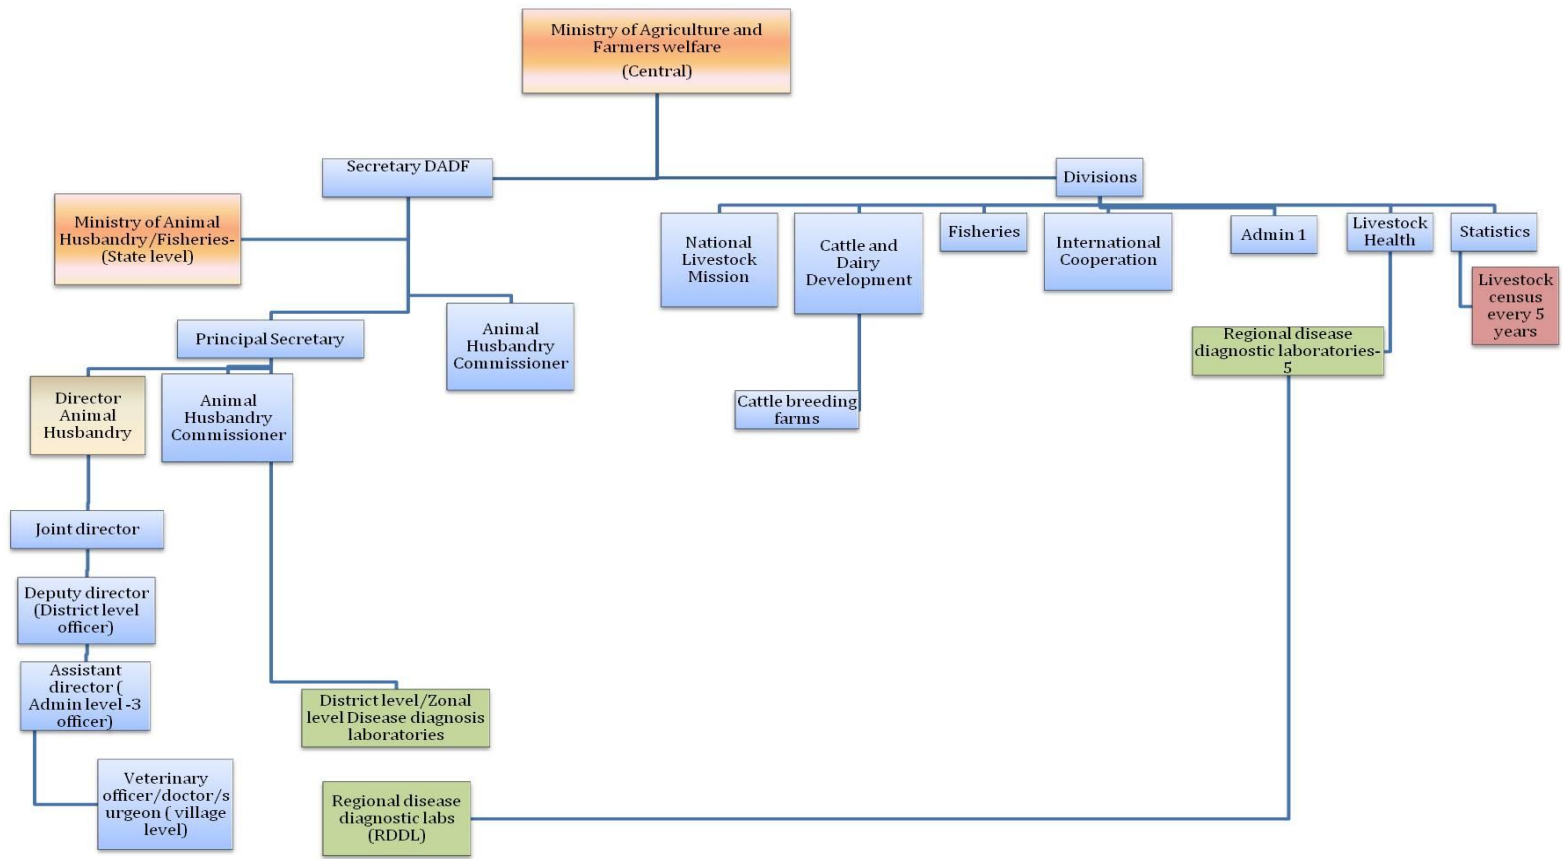 Ministry of Agriculture and
Farmers welfare
(Central)
Secretary DADF
Divisions
Ministry of Animal
Husbandry/Fisheries-
(State level)
National
Livestock
Mission
Cattle and
Dairy
Development
Fisheries
International
Cooperation
Admin 1
Livestock
Health
Statistics
Livestock
census
every 5
years
Principal Secretary
Animal
Husbandry
Commissioner
Regional disease
diagnostic laboratories-
5
Director
Animal
Husbandry
Animal
Husbandry
Commissioner
Cattle breeding
farms
Joint director
Deputy director
(District level
officer)
Assistant
director (
Admin level -3
officer)
District level/Zonal
level Disease diagnosis
laboratories
Veterinary
officer/doctor/s
urgeon ( village
level)
Regional disease
diagnostic labs
(RDDL)